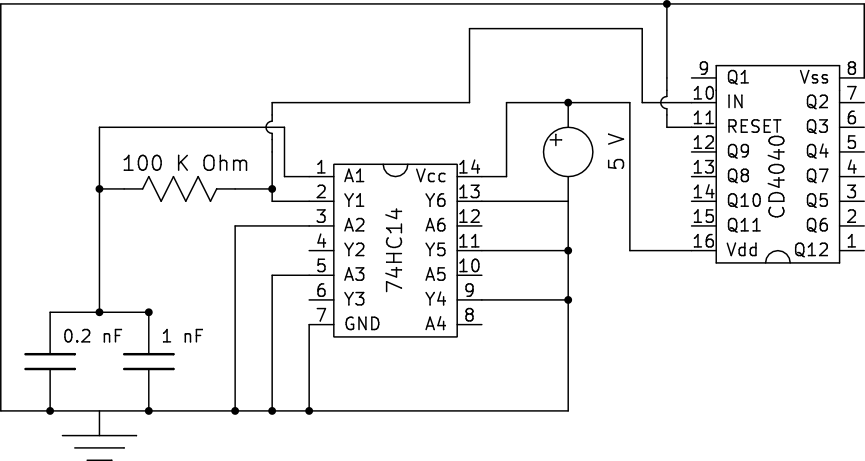 100 K Ohm
0.2 nF
1 nF
1 A1 Vcc 14
2 Y1 Y6 13
3 A2 A6 12
4 Y2 Y5 11
5 A3 A5 10
6 Y3 Y4 9
7 GND A4 8
74HC14
+
5 V
9 Q1 Vss 8
10 IN Q2 7
11 RESET Q3 6
12 Q9 Q4 5
13 Q8 Q7 4
14 Q10 Q5 3
15 Q11 Q6 2
16 Vdd Q12 1
CD4040